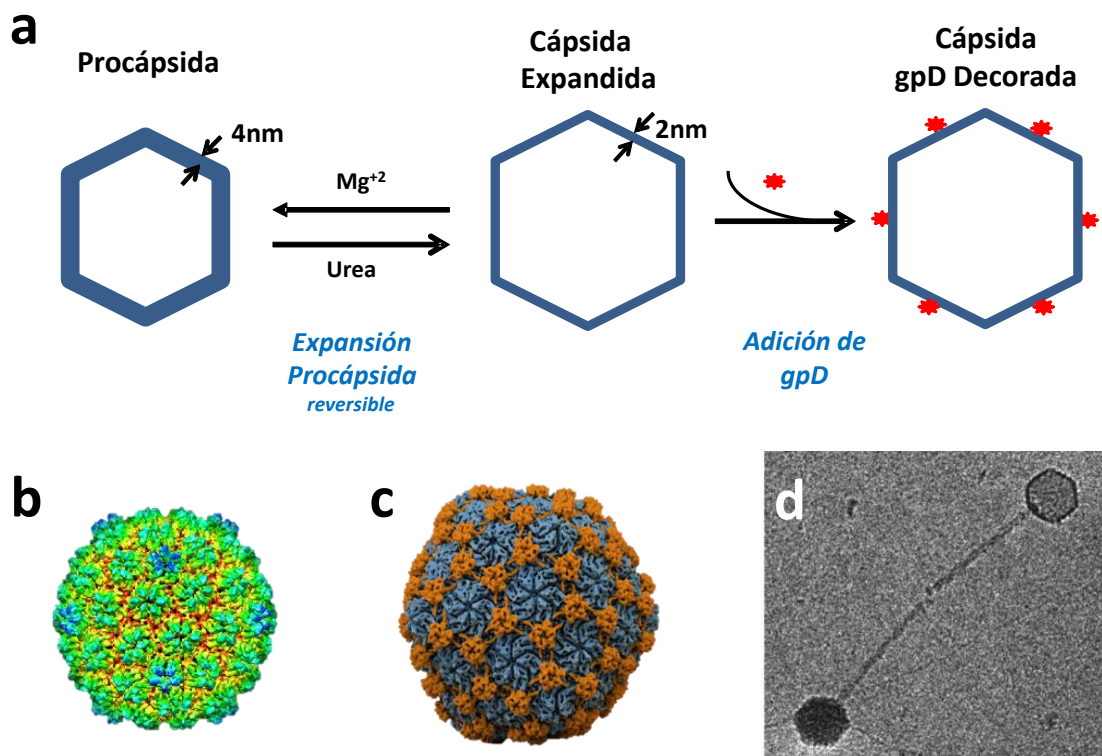 a
Procápsida
Cápsida
Expandida
Cápsida
gpD Decorada
4nm
2nm
Mg⁺²
Urea
Expansión
Procápsida
reversible
Adición de
gpD
b
c
d